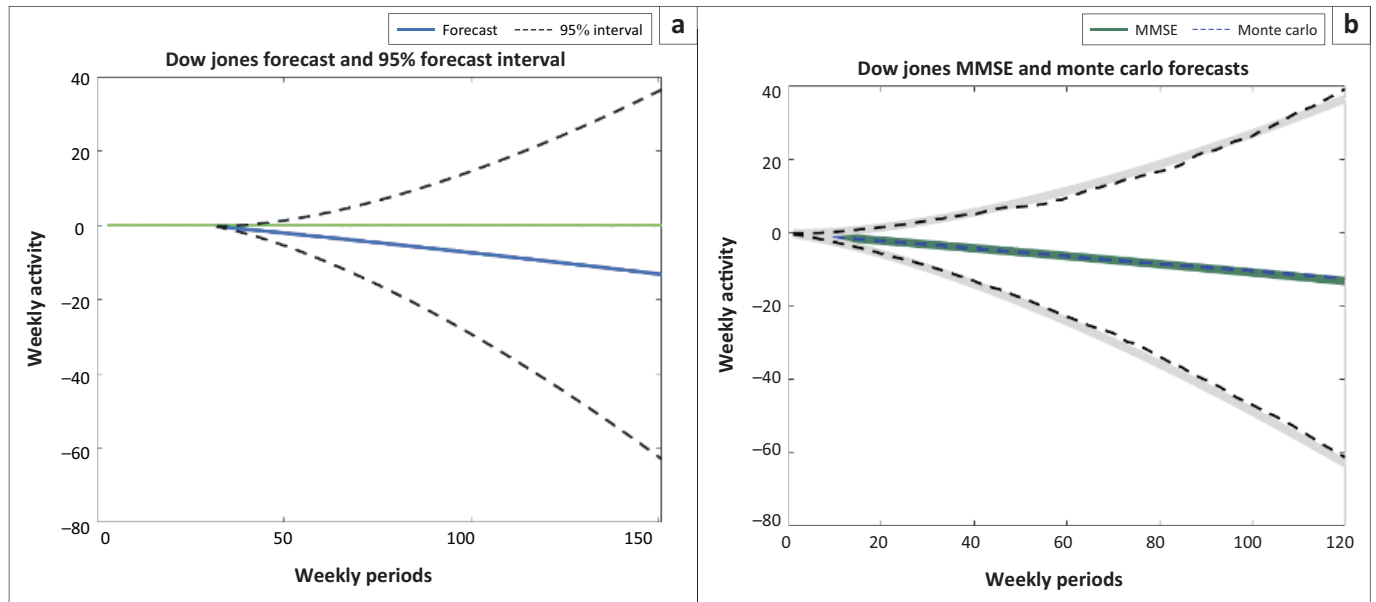 Forecast 95% interval
a
Dow jones forecast and 95% forecast interval
40
20
0
−20
−40
−60
−80
0 50 100 150
Weekly activity
Weekly periods
MMSE Monte carlo
b
Dow jones MMSE and monte carlo forecasts
40
20
0
−20
−40
−60
−80
0 20 40 60 80 100 120
Weekly activity
Weekly periods